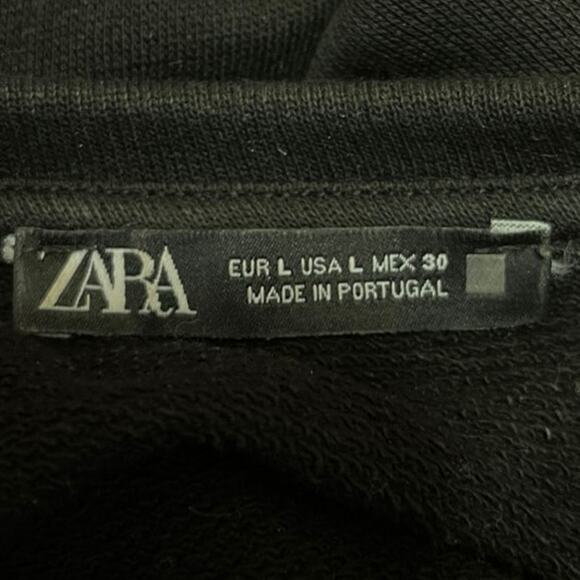 ZARA
EUR L USA L MEX 30
MADE IN PORTUGAL